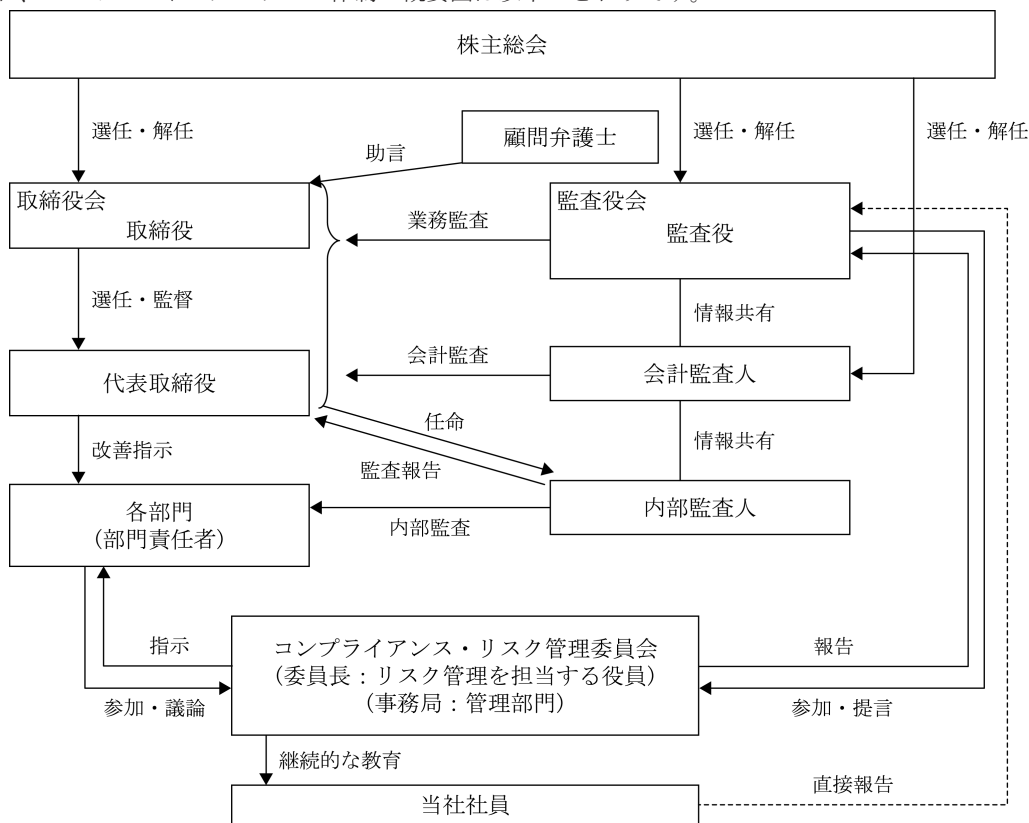 株主総会
選任・解任
選任・解任
選任・解任
顧問弁護士
助言
取締役会
取締役
監査役会
監査役
業務監査
選任・監督
情報共有
会計監査
代表取締役
会計監査人
任命
改善指示
監査報告
情報共有
各部門
(部門責任者)
内部監査
内部監査人
指示
コンプライアンス・リスク管理委員会
(委員長:リスク管理を担当する役員)
(事務局:管理部門)
報告
参加・議論
参加・提言
継続的な教育
当社社員
直接報告